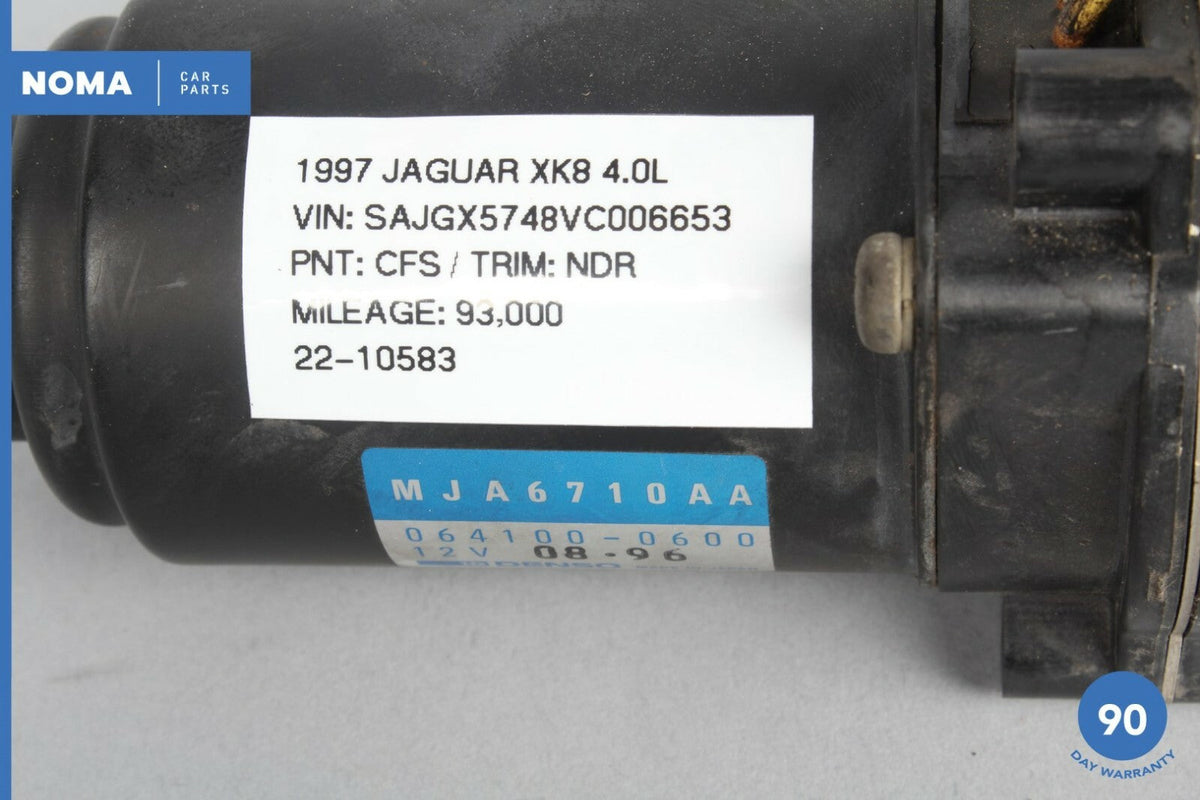 NOMA
CAR
PARTS
1997 JAGUAR XK8 4.0L
VIN: SAJGX5748VC006653
PNT: CFS / TRIM: NDR
MILEAGE: 93,000
22-10583
MJA6710AA
064100-0600
12V 08•96
DENSO
90
DAY WARRANTY